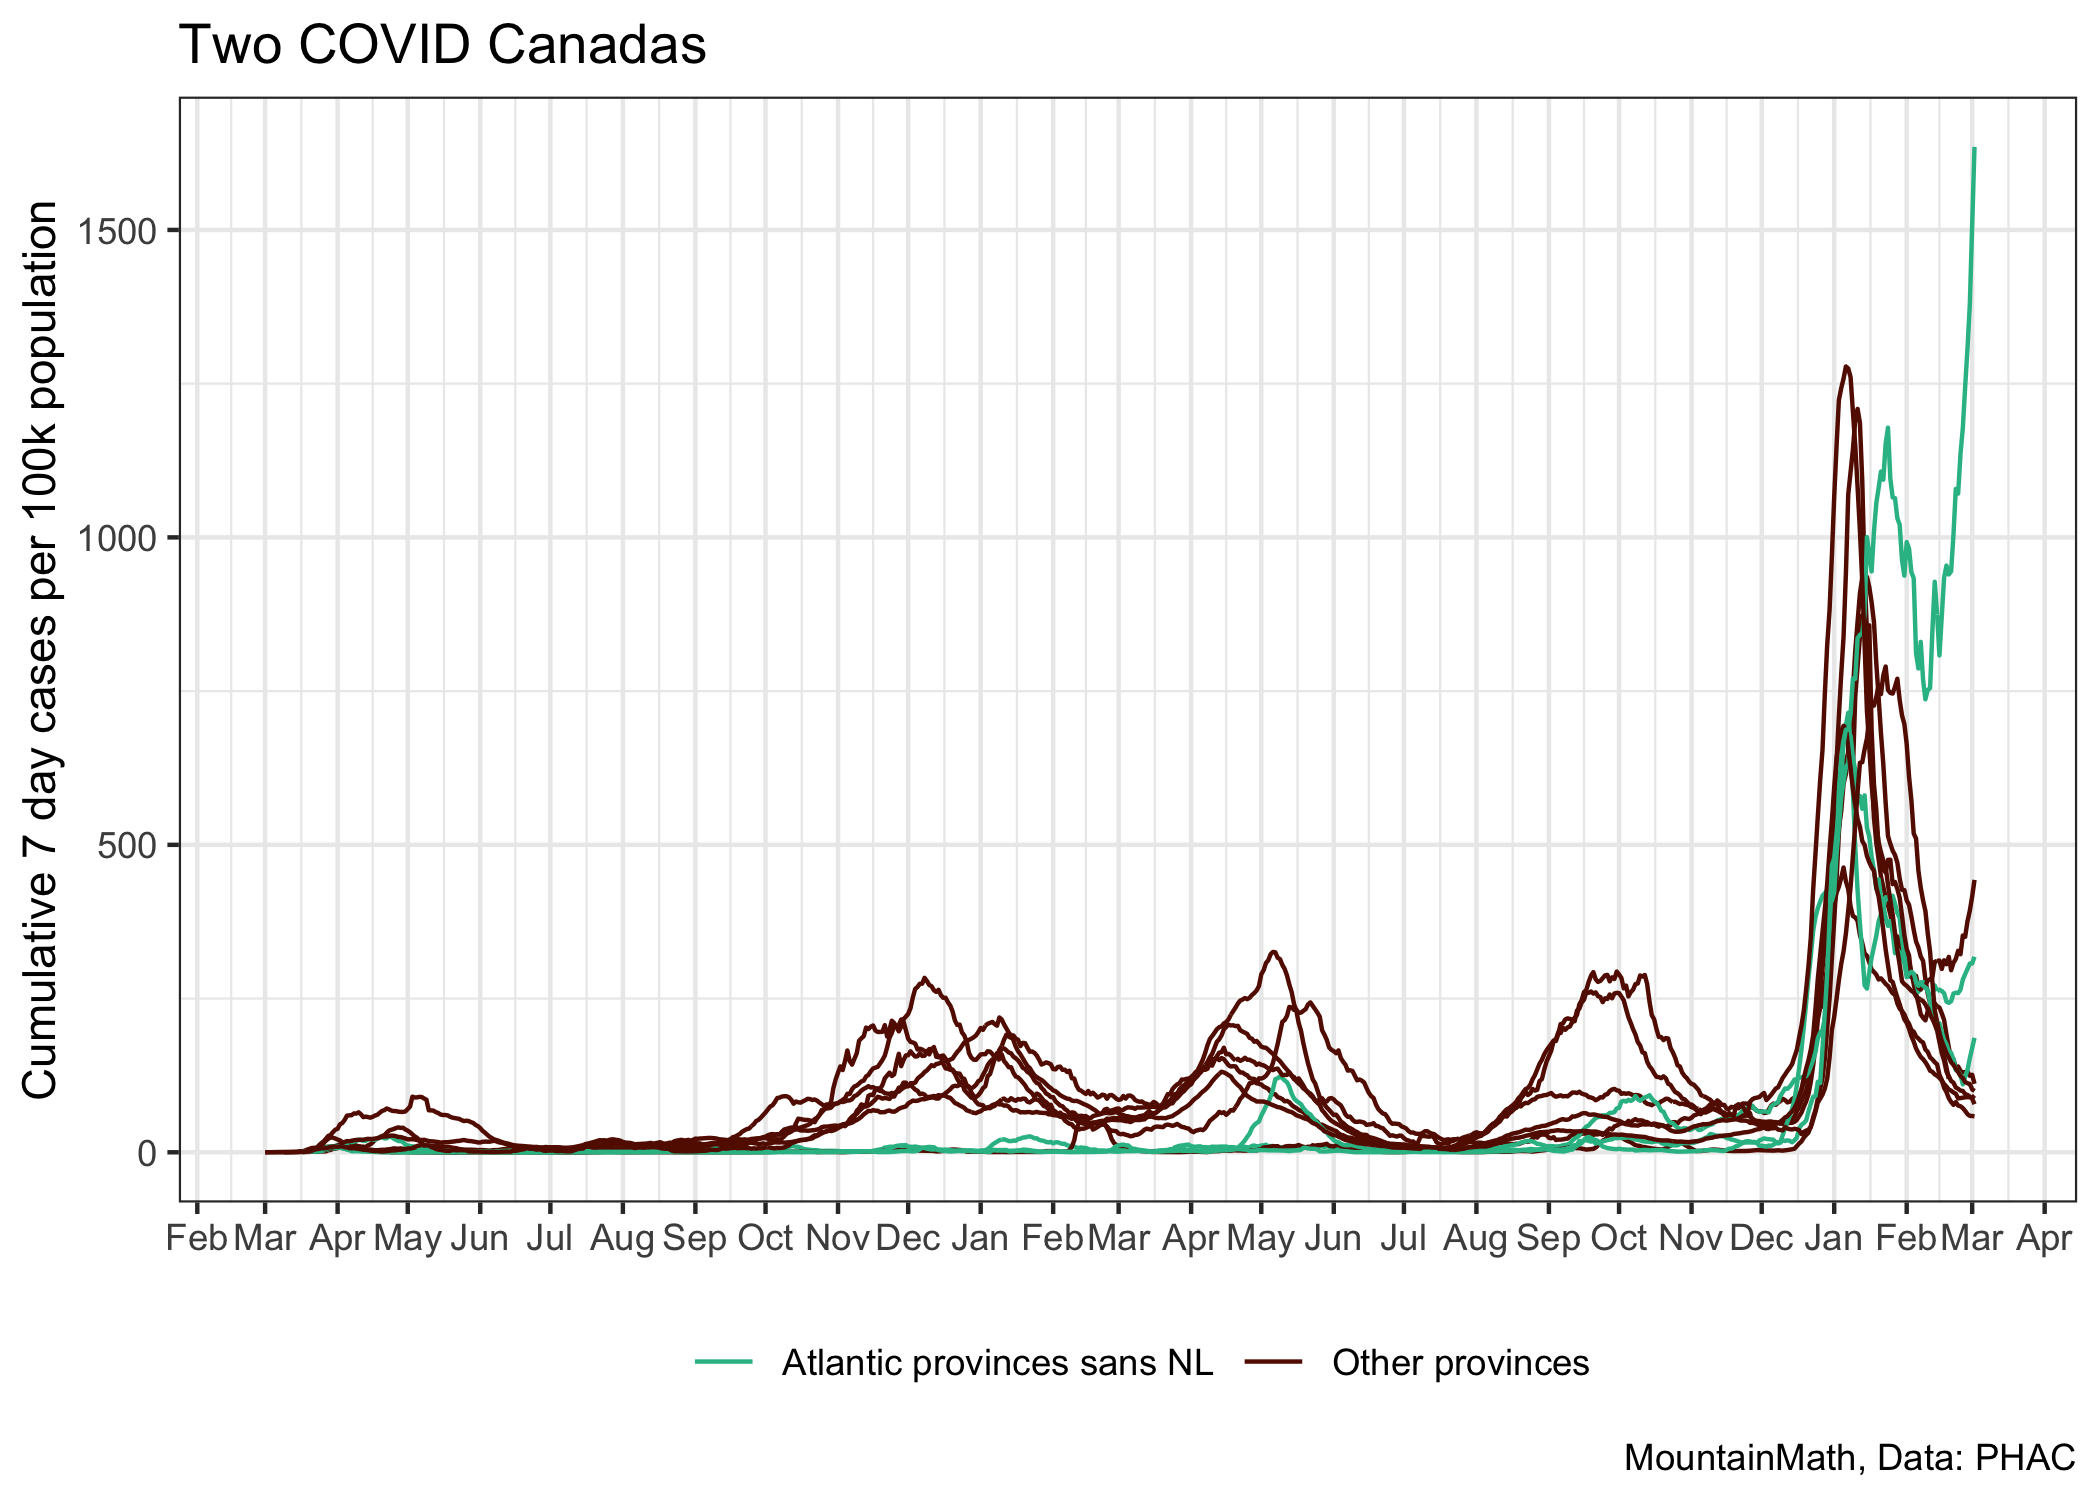 Two COVID Canadas
Cumulative 7 day cases per 100k population
1500
1000
500
0
Feb Mar Apr May Jun Jul Aug Sep Oct Nov Dec Jan Feb Mar Apr May Jun Jul Aug Sep Oct Nov Dec Jan Feb Mar Apr
Atlantic provinces sans NL Other provinces
MountainMath, Data: PHAC